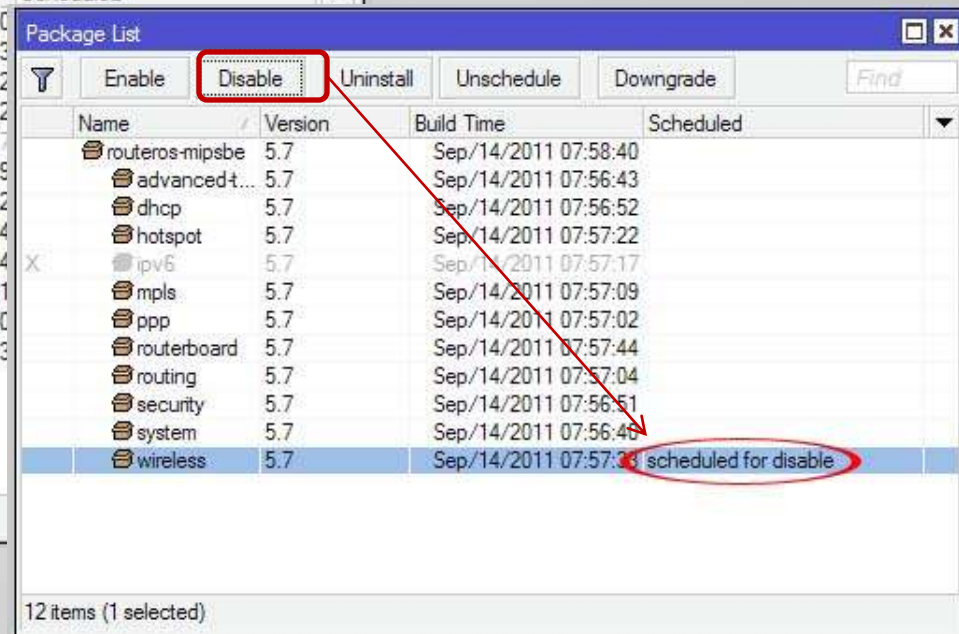 Package List
Enable Disable Uninstall Unschedule Downgrade Find
Name Version Build Time Scheduled
routeros-mipsbe 5.7 Sep/14/2011 07:58:40
advanced-t... 5.7 Sep/14/2011 07:56:43
dhcp 5.7 Sep/14/2011 07:56:52
hotspot 5.7 Sep/14/2011 07:57:22
X ipv6 5.7 Sep/14/2011 07:57:17
mpls 5.7 Sep/14/2011 07:57:09
ppp 5.7 Sep/14/2011 07:57:02
routerboard 5.7 Sep/14/2011 07:57:44
routing 5.7 Sep/14/2011 07:57:04
security 5.7 Sep/14/2011 07:56:51
system 5.7 Sep/14/2011
wireless 5.7 Sep/14/2011 07:57:33 scheduled for disable
12 items (1 selected)